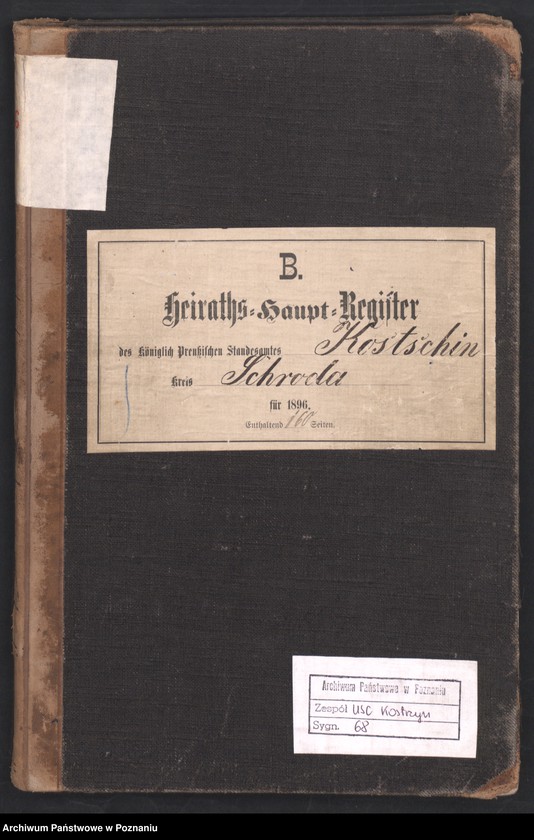 B.
Heiraths-Haupt-Register
des Königlich Preußischen Standesamtes Kostschin
Kreis Schroda
für 1896.
Enthaltend 160 Seiten.
Archiwum Państwowe w Poznaniu
Zespół USC Kostrzyn
Sygn. 68
Archiwum Państwowe w Poznaniu